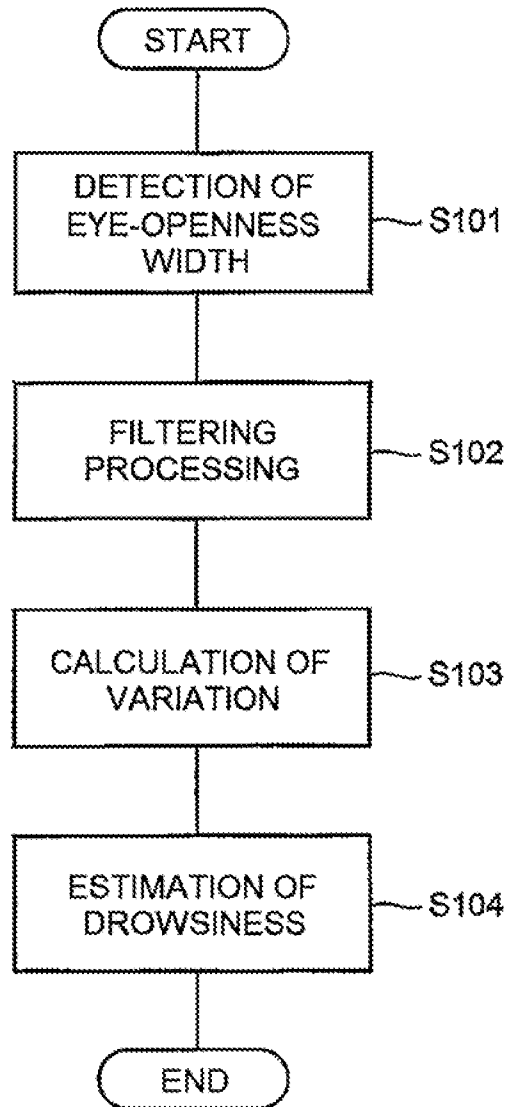 START
DETECTION OF
EYE-OPENNESS
WIDTH
S101
FILTERING
PROCESSING
S102
CALCULATION OF
VARIATION
S103
ESTIMATION OF
DROWSINESS
S104
END